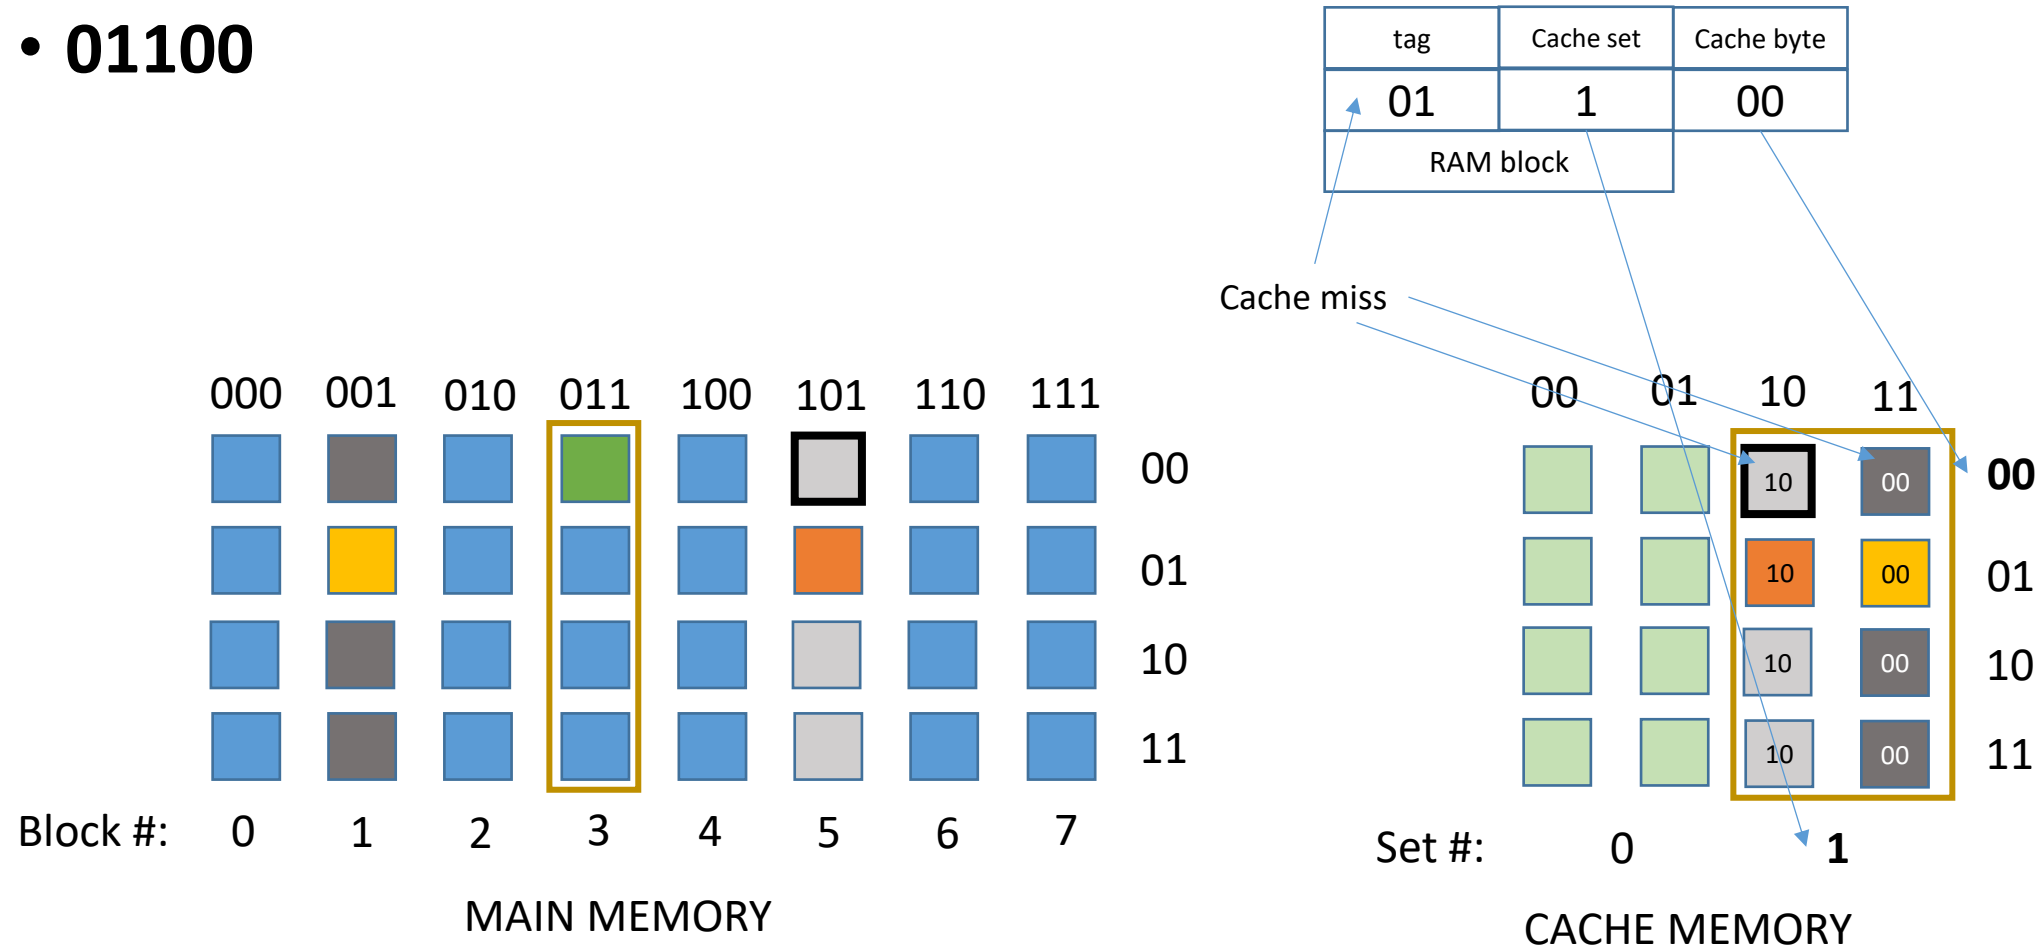 • 01100
tag Cache set Cache byte
01 1 00
RAM block
Cache miss
000 001 010 011 100 101 110 111
00
01
10
11
Block #: 0 1 2 3 4 5 6 7
MAIN MEMORY
00 01 10 11
10 00 00
10 00 01
10 00 10
10 00 11
Set #: 0 1
CACHE MEMORY